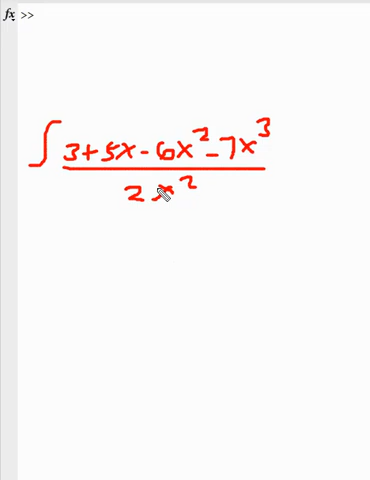 fx >>
∫ 3+5x-6x²-7x³
2x²